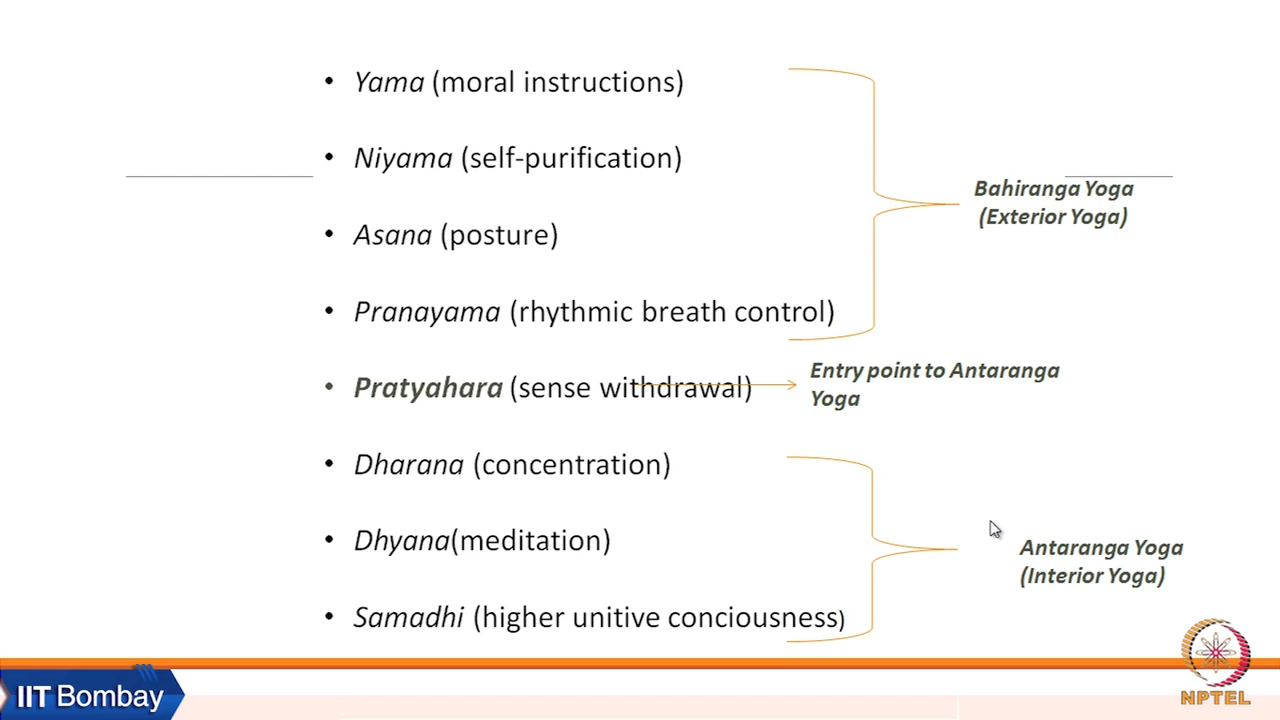 • Yama (moral instructions)
• Niyama (self-purification)
Bahiranga Yoga
(Exterior Yoga)
• Asana (posture)
• Pranayama (rhythmic breath control)
• Pratyahara (sense withdrawal)
Entry point to Antaranga
Yoga
• Dharana (concentration)
• Dhyana(meditation)
Antaranga Yoga
(Interior Yoga)
• Samadhi (higher unitive conciousness)
IIT Bombay
NPTEL